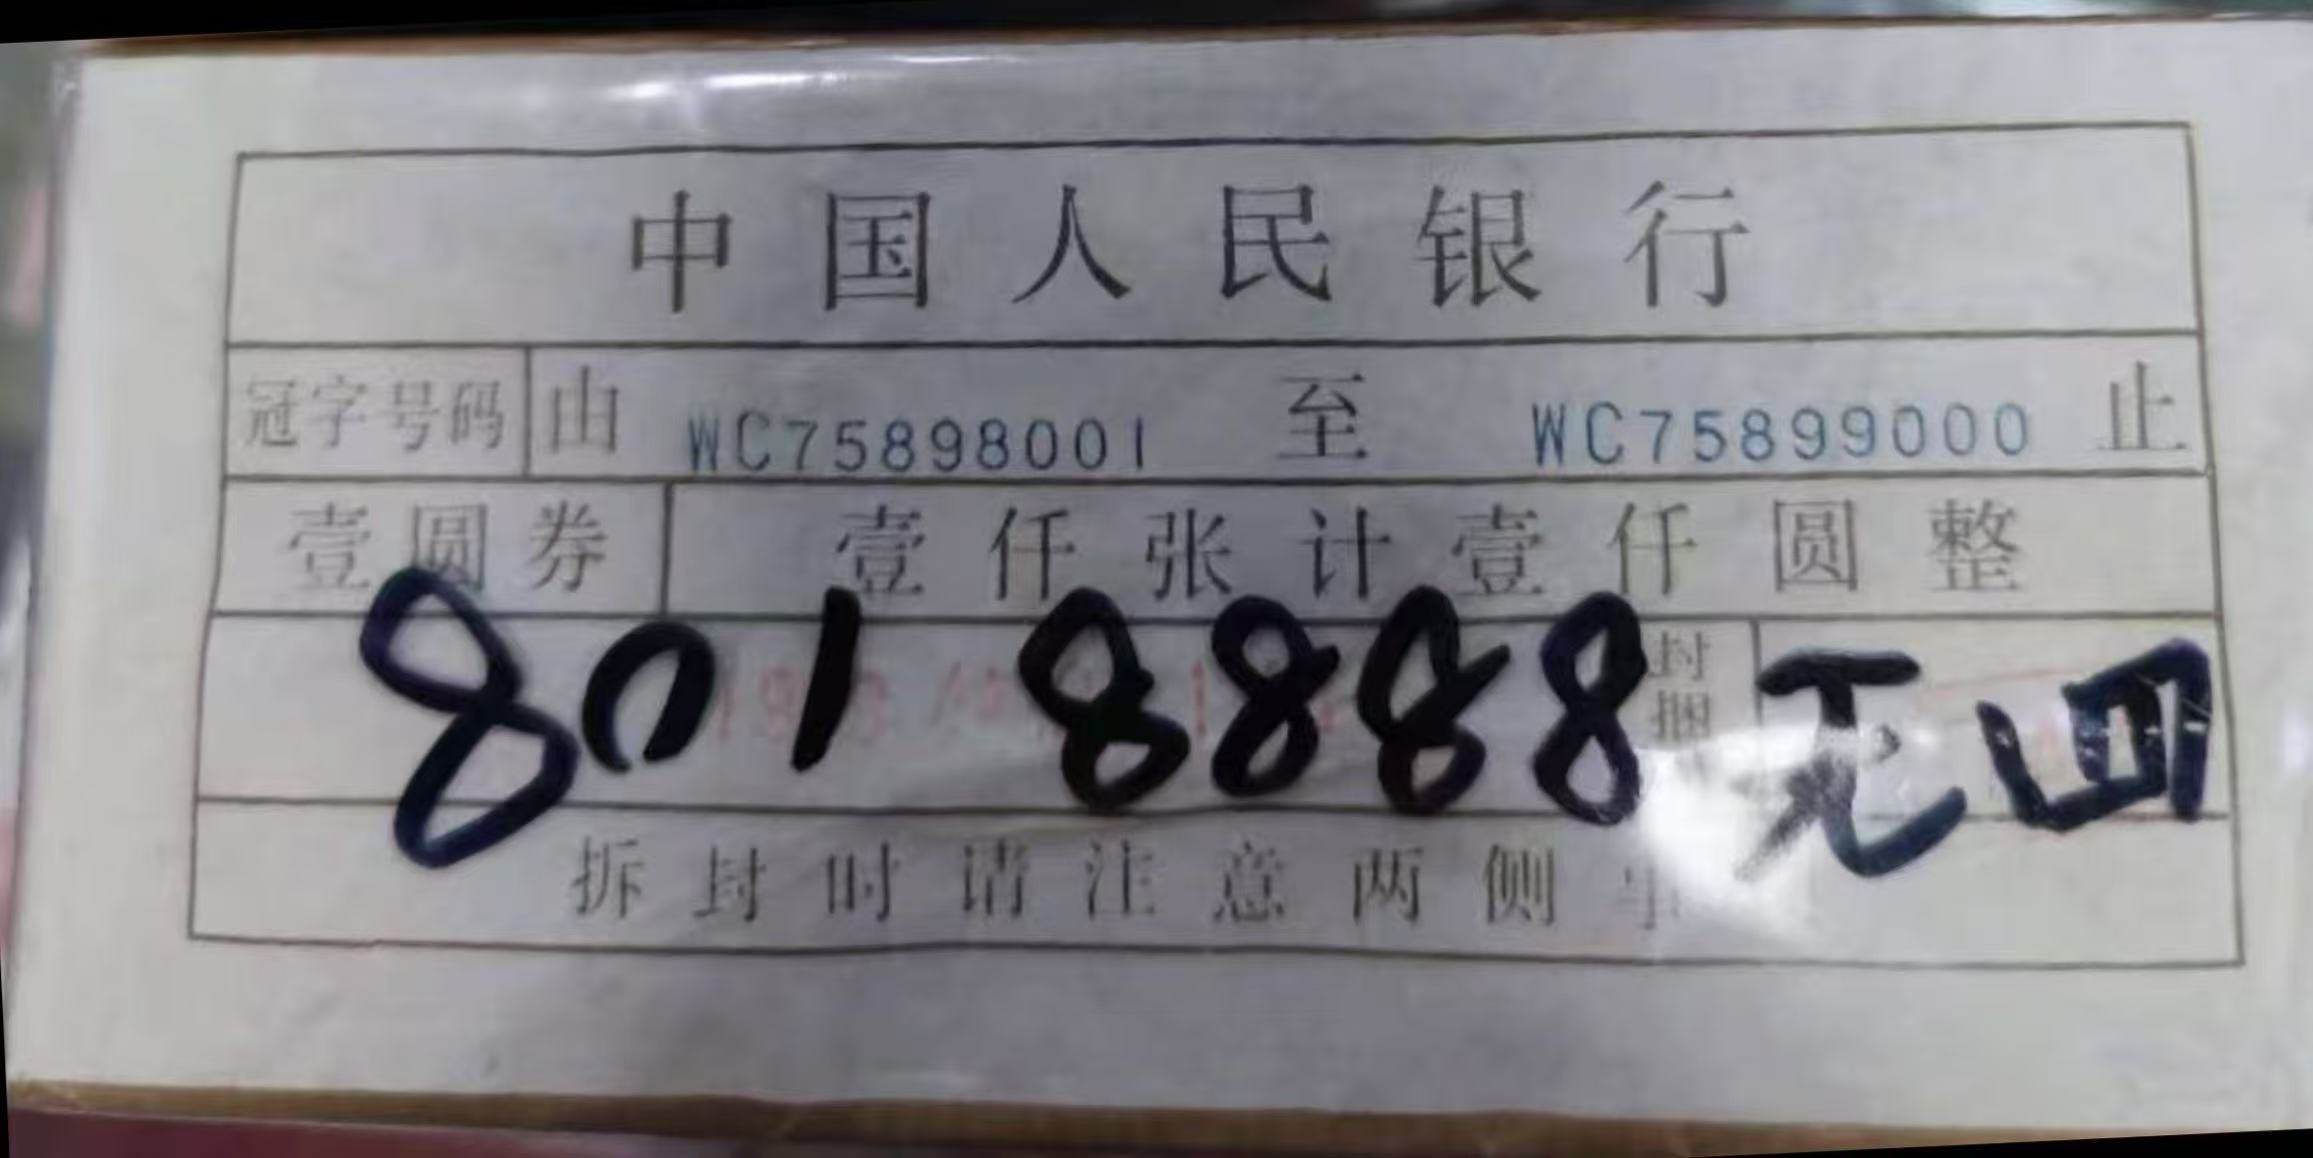 中国人民银行
冠字号码 由 WC75898001 至 WC75899000 止
壹圆券 壹仟张计壹仟圆整
801 8888 无四
封捆
拆封时请注意两侧